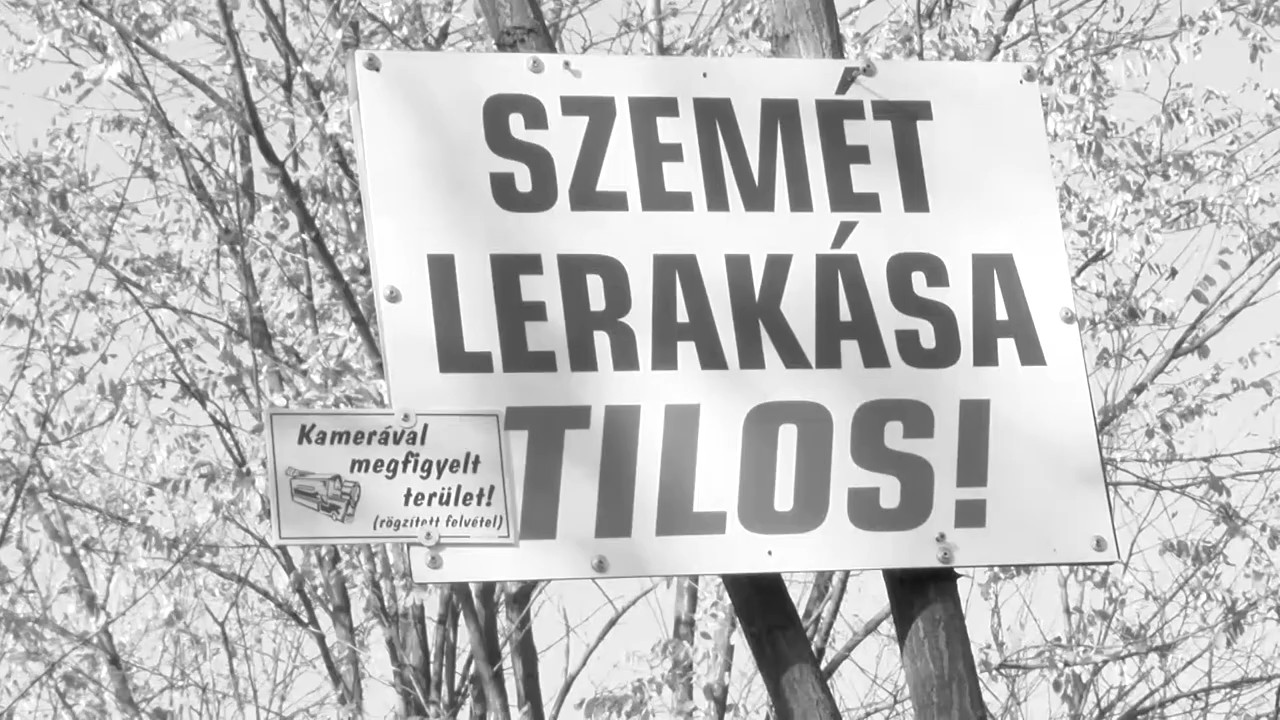 SZEMÉT
LERAKÁSA
TILOS!
Kamerával
megfigyelt
terület!
(rögzített felvétel)